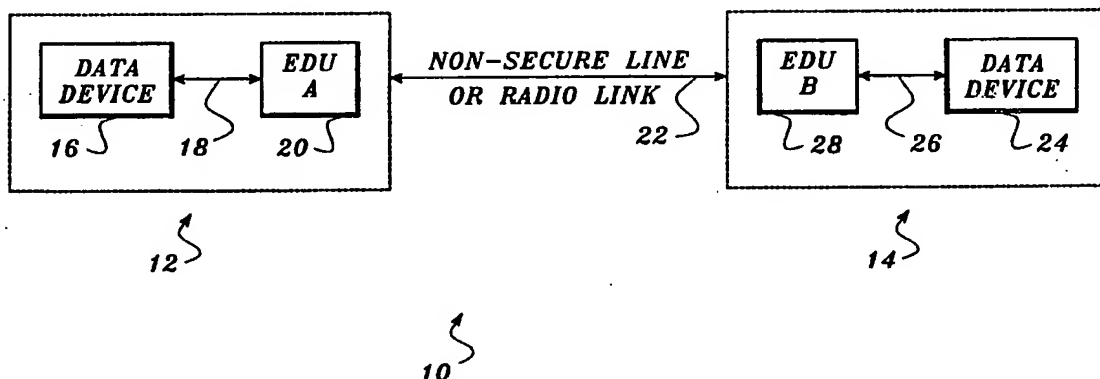 DATA DEVICE
EDU A
NON-SECURE LINE OR RADIO LINK
EDU B
DATA DEVICE
16
18
20
22
28
26
24
12
14
10